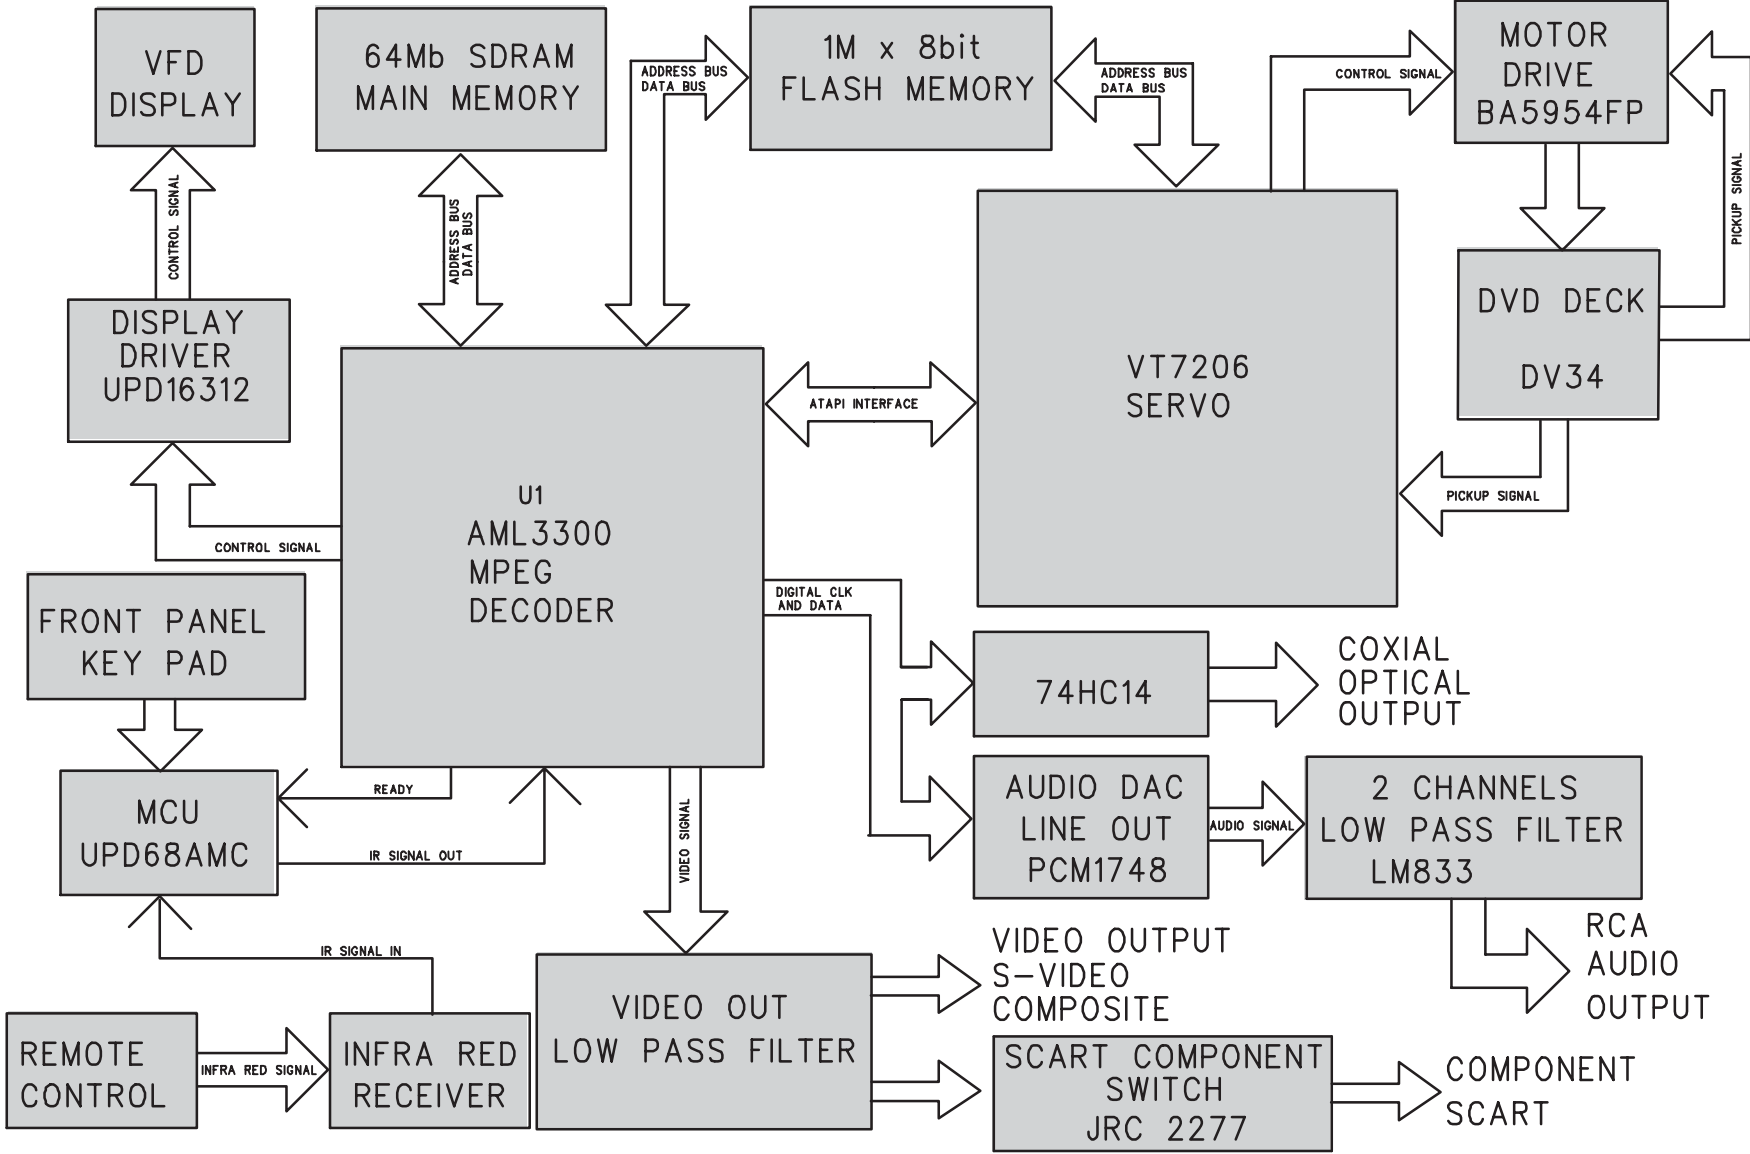 VFD
DISPLAY
64Mb SDRAM
MAIN MEMORY
ADDRESS BUS
DATA BUS
1M x 8bit
FLASH MEMORY
ADDRESS BUS
DATA BUS
CONTROL SIGNAL
MOTOR
DRIVE
BA5954FP
PICKUP SIGNAL
CONTROL SIGNAL
ADDRESS BUS
DATA BUS
DISPLAY
DRIVER
UPD16312
DVD DECK
DV34
VT7206
SERVO
ATAPI INTERFACE
PICKUP SIGNAL
U1
AML3300
MPEG
DECODER
CONTROL SIGNAL
DIGITAL CLK
AND DATA
FRONT PANEL
KEY PAD
74HC14
COXIAL
OPTICAL
OUTPUT
READY
MCU
UPD68AMC
IR SIGNAL OUT
VIDEO SIGNAL
AUDIO DAC
LINE OUT
PCM1748
AUDIO SIGNAL
2 CHANNELS
LOW PASS FILTER
LM833
RCA
AUDIO
OUTPUT
IR SIGNAL IN
VIDEO OUTPUT
S-VIDEO
COMPOSITE
VIDEO OUT
LOW PASS FILTER
REMOTE
CONTROL
INFRA RED SIGNAL
INFRA RED
RECEIVER
SCART COMPONENT
SWITCH
JRC 2277
COMPONENT
SCART